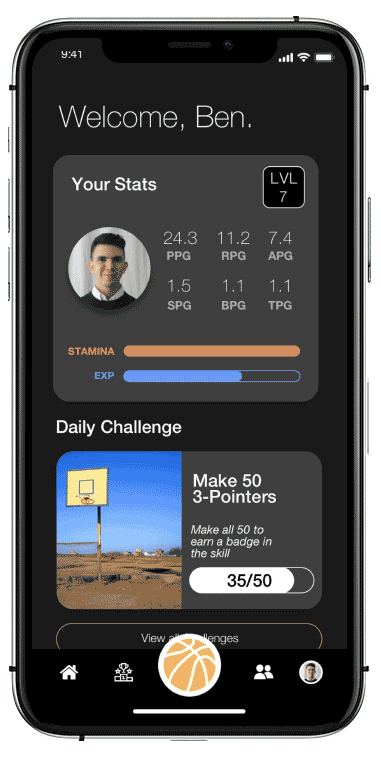 9:41
Welcome, Ben.
Your Stats
LVL
7
24.3 11.2 7.4
PPG RPG APG
1.5 1.1 1.1
SPG BPG TPG
STAMINA
EXP
Daily Challenge
Make 50
3-Pointers
Make all 50 to
earn a badge in
the skill
35/50
View all Challenges